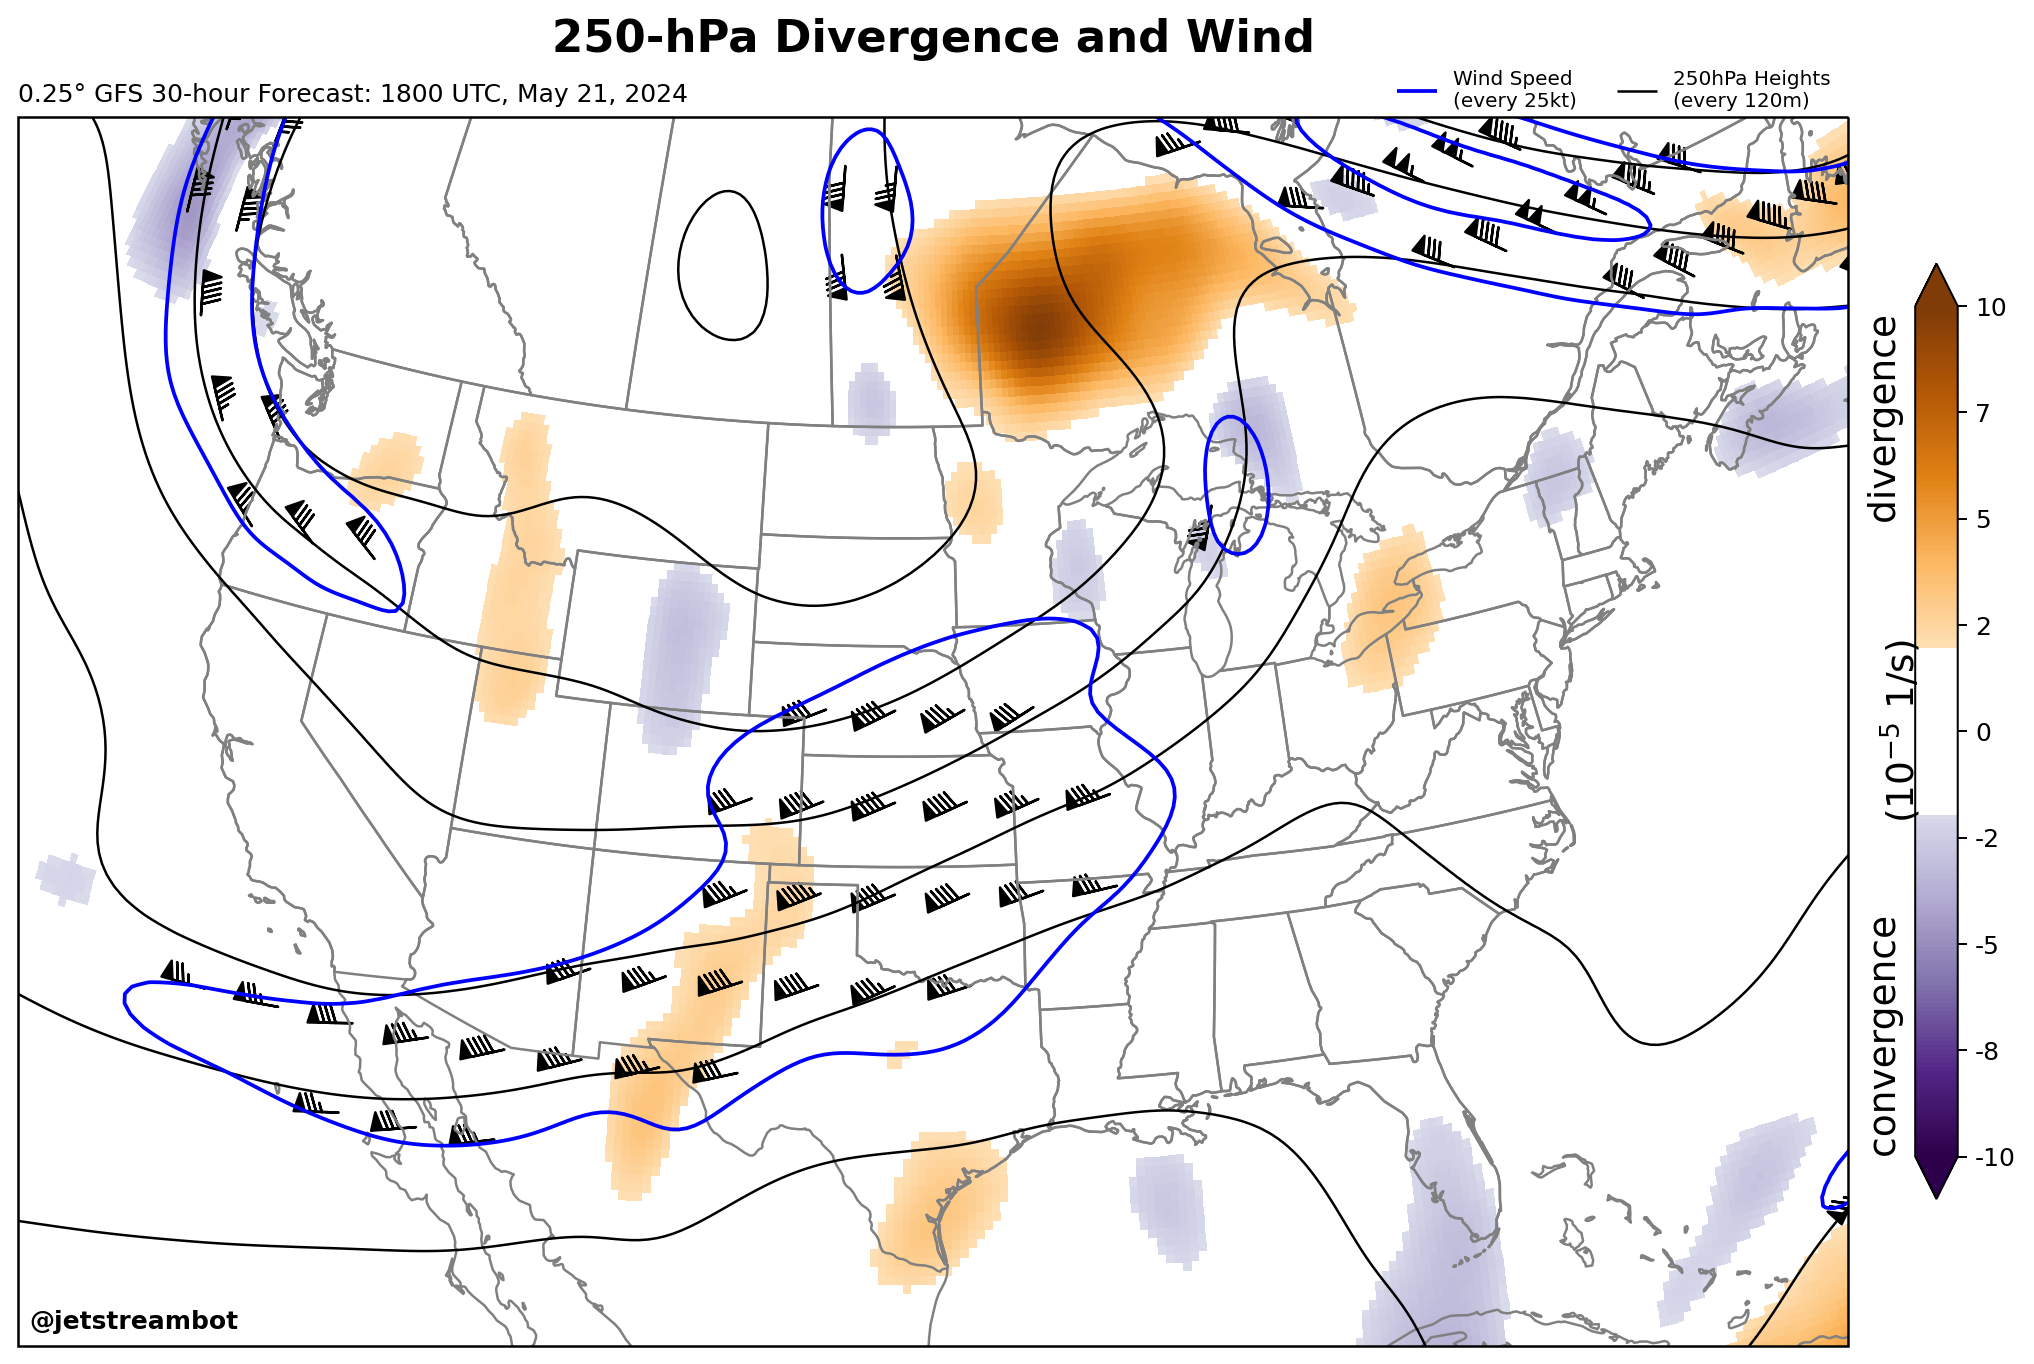 250-hPa Divergence and Wind
0.25° GFS 30-hour Forecast: 1800 UTC, May 21, 2024
Wind Speed
(every 25kt)
250hPa Heights
(every 120m)
10
7
5
2
0
-2
-5
-8
-10
convergence
(10⁻⁵ 1/s)
divergence
@jetstreambot